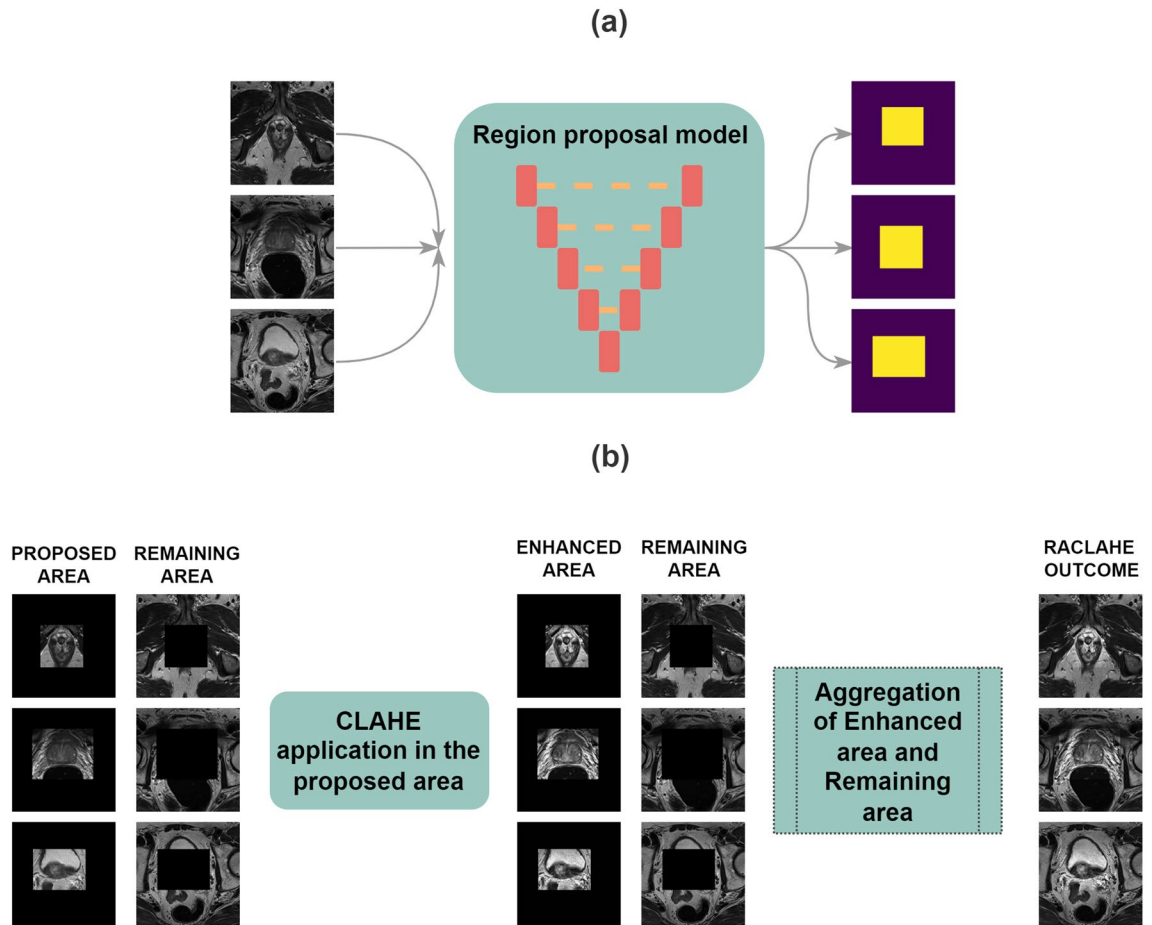 (a)
Region proposal model
(b)
PROPOSED
AREA
REMAINING
AREA
ENHANCED
AREA
REMAINING
AREA
RACLAHE
OUTCOME
CLAHE
application in the
proposed area
Aggregation
of Enhanced
area and
Remaining
area